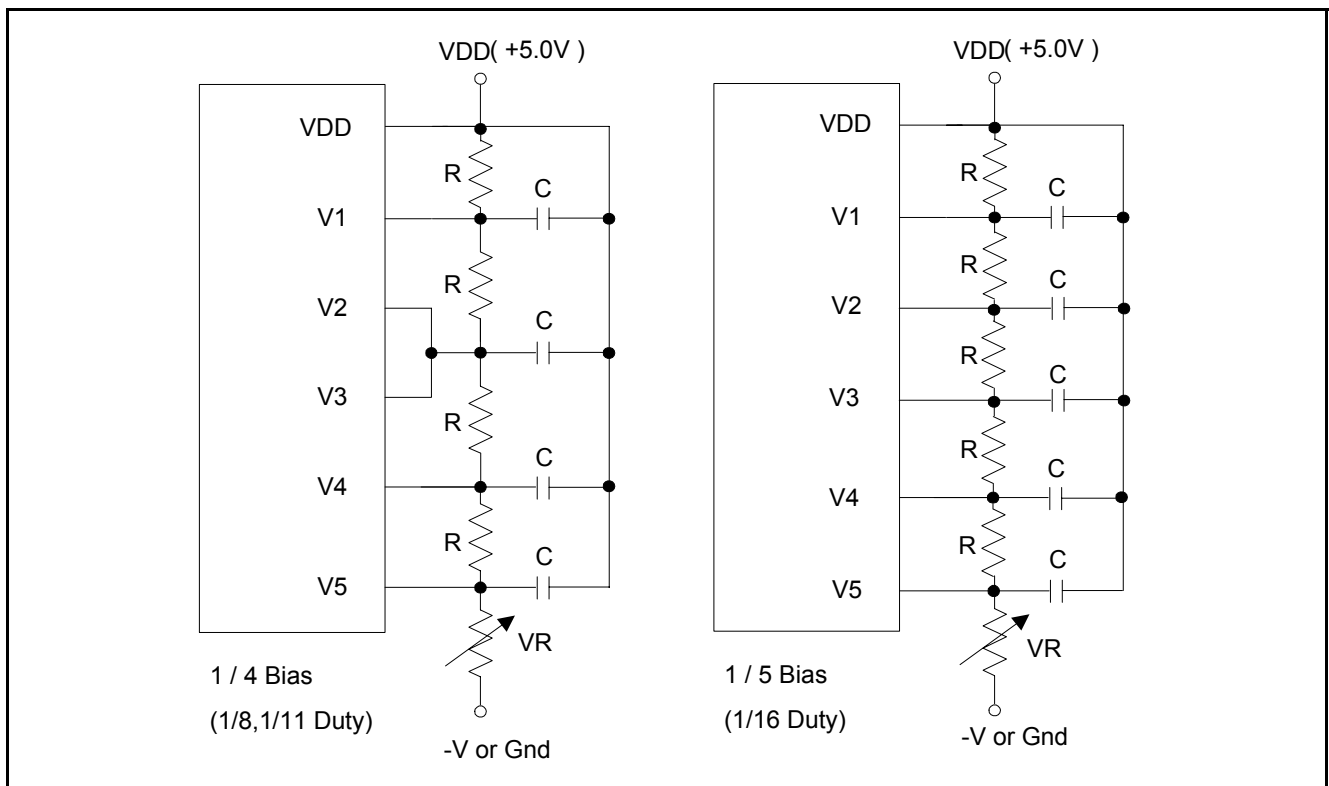 VDD( +5.0V )
VDD
R
C
V1
R
V2
C
V3
R
C
V4
R
C
V5
VR
1 / 4 Bias
(1/8,1/11 Duty)
-V or Gnd
VDD( +5.0V )
VDD
R
C
V1
R
C
V2
R
C
V3
R
C
V4
R
C
V5
VR
1 / 5 Bias
(1/16 Duty)
-V or Gnd